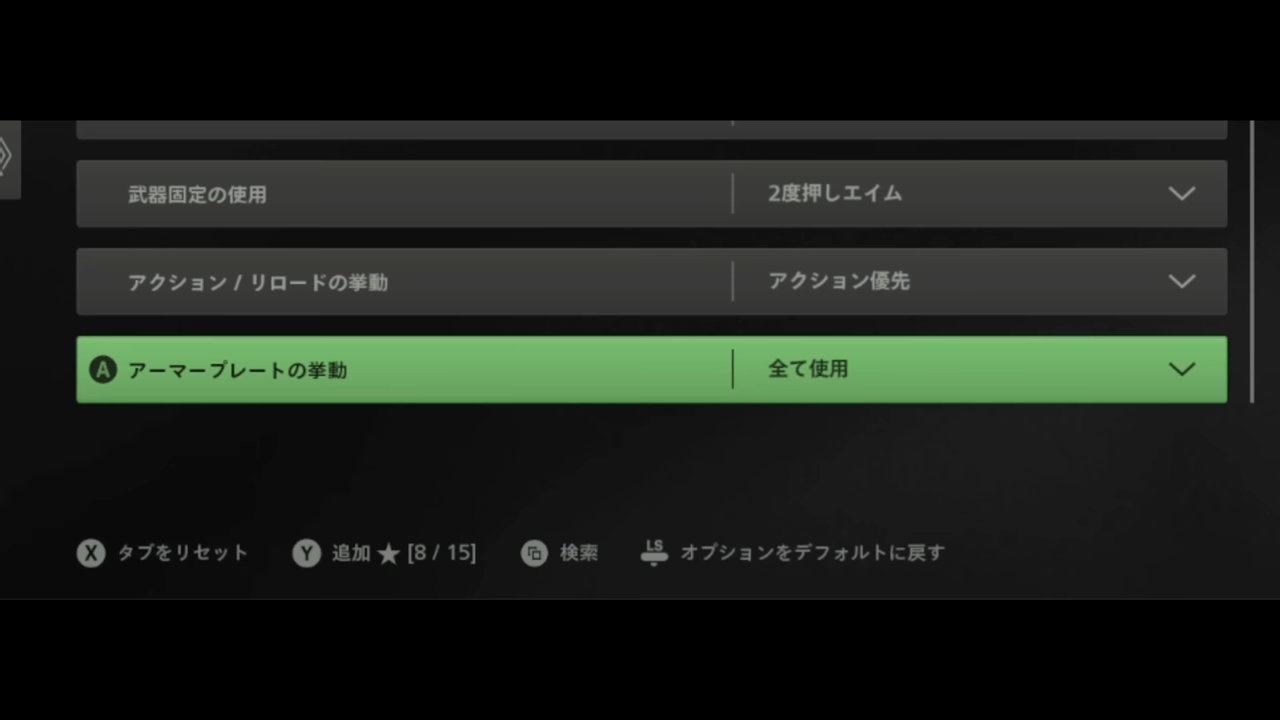 武器固定の使用 2度押しエイム
アクション / リロードの挙動 アクション優先
A アーマープレートの挙動 全て使用
X タブをリセット Y 追加 ★ [8 / 15] 検索 LS オプションをデフォルトに戻す